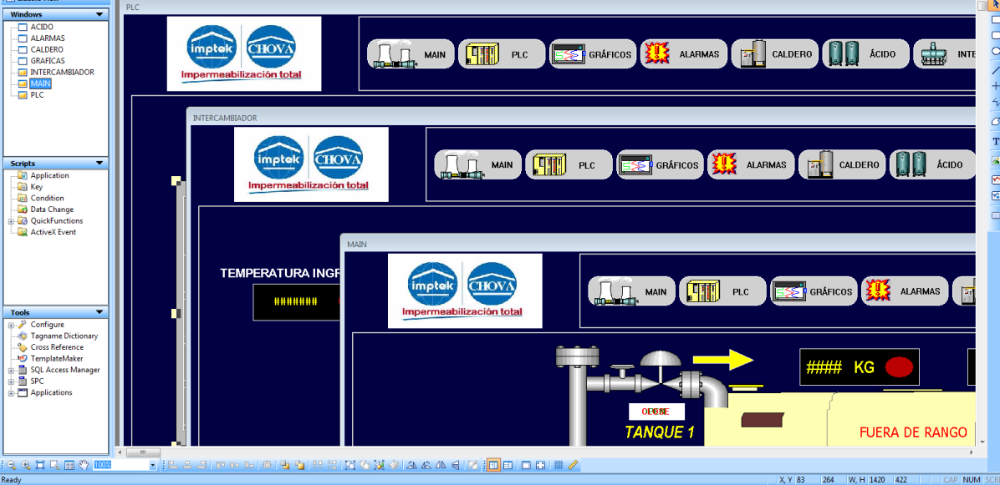 Windows
ACIDO
ALARMAS
CALDERO
GRAFICAS
INTERCAMBIADOR
MAIN
PLC
Scripts
Application
Key
Condition
Data Change
QuickFunctions
ActiveX Event
Tools
Configure
Tagname Dictionary
Cross Reference
TemplateMaker
SQL Access Manager
SPC
Applications
PLC
imptek CHOVA
Impermeabilización total
MAIN PLC GRÁFICOS ALARMAS CALDERO ÁCIDO INTE
INTERCAMBIADOR
imptek CHOVA
Impermeabilización total
MAIN PLC GRÁFICOS ALARMAS CALDERO ÁCIDO
TEMPERATURA INGR
#######
MAIN
imptek CHOVA
Impermeabilización total
MAIN PLC GRÁFICOS ALARMAS
#### KG
TANQUE 1
FUERA DE RANGO
100%
Ready
X, Y 83 264 W, H 1420 422 CAP NUM SCR